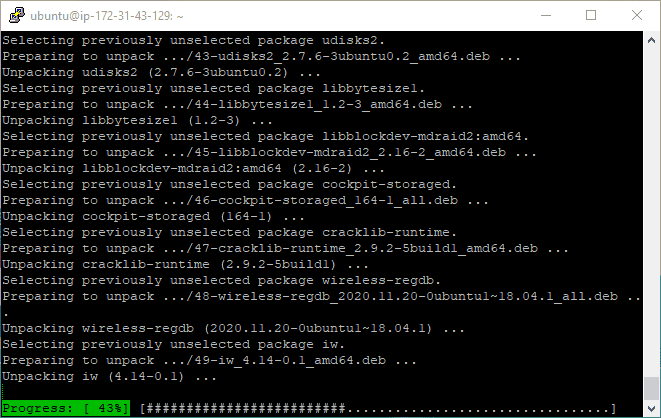 ubuntu@ip-172-31-43-129: ~
Selecting previously unselected package udisks2.
Preparing to unpack .../43-udisks2_2.7.6-3ubuntu0.2_amd64.deb ...
Unpacking udisks2 (2.7.6-3ubuntu0.2) ...
Selecting previously unselected package libbytesize1.
Preparing to unpack .../44-libbytesize1_1.2-3_amd64.deb ...
Unpacking libbytesize1 (1.2-3) ...
Selecting previously unselected package libblockdev-mdraid2:amd64.
Preparing to unpack .../45-libblockdev-mdraid2_2.16-2_amd64.deb ...
Unpacking libblockdev-mdraid2:amd64 (2.16-2) ...
Selecting previously unselected package cockpit-storaged.
Preparing to unpack .../46-cockpit-storaged_164-1_all.deb ...
Unpacking cockpit-storaged (164-1) ...
Selecting previously unselected package cracklib-runtime.
Preparing to unpack .../47-cracklib-runtime_2.9.2-5build1_amd64.deb ...
Unpacking cracklib-runtime (2.9.2-5build1) ...
Selecting previously unselected package wireless-regdb.
Preparing to unpack .../48-wireless-regdb_2020.11.20-0ubuntu1~18.04.1_all.deb ..
.
Unpacking wireless-regdb (2020.11.20-0ubuntu1~18.04.1) ...
Selecting previously unselected package iw.
Preparing to unpack .../49-iw_4.14-0.1_amd64.deb ...
Unpacking iw (4.14-0.1) ...
Progress: [ 43%] [#########################.................................]